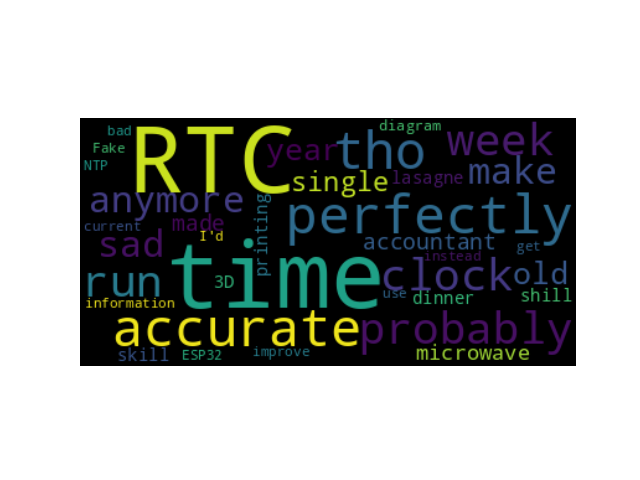 bad
diagram
Fake
RTC
year
tho
week
NTP
single
lasagne
make
anymore
printing
perfectly
current
made
I'd
sad
accountant
get
instead
run
time
3D
clock
old
use
dinner
shill
information
accurate
probably
skill
ESP32
improve
microwave